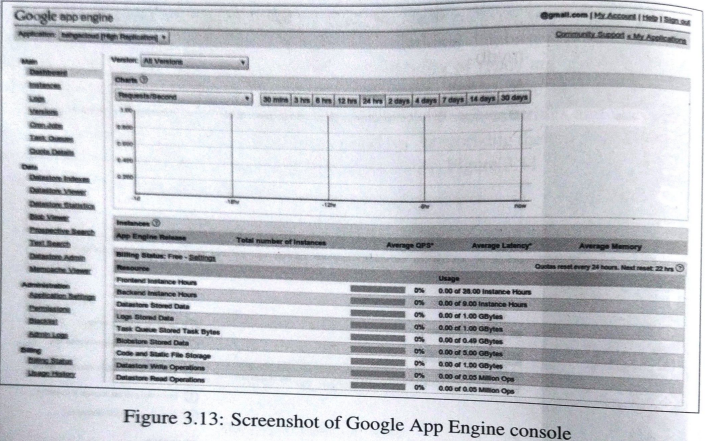 Google app engine
@gmail.com | My Account | Help | Sign out
Application: [High Replication]
Community Support « My Applications
Main
Dashboard
Instances
Logs
Versions
Cron Jobs
Task Queues
Quota Details
Data
Datastore Indexes
Datastore Viewer
Datastore Statistics
Blob Viewer
Prospective Search
Text Search
Datastore Admin
Memcache Viewer
Administration
Application Settings
Permissions
Blacklist
Admin Logs
Billing
Billing Status
Usage History
Version: All Versions
Charts
Requests/Second
30 mins 3 hrs 6 hrs 12 hrs 24 hrs 2 days 4 days 7 days 14 days 30 days
1.00
0.800
0.600
0.400
0.200
-1d -18hr -12hr -6hr now
Instances
App Engine Release Total number of Instances Average QPS* Average Latency* Average Memory
Billing Status: Free - Settings Quotas reset every 24 hours. Next reset: 22 hrs
Resource Usage
Frontend Instance Hours 0% 0.00 of 28.00 Instance Hours
Backend Instance Hours 0% 0.00 of 9.00 Instance Hours
Datastore Stored Data 0% 0.00 of 1.00 GBytes
Logs Stored Data 0% 0.00 of 1.00 GBytes
Task Queue Stored Task Bytes 0% 0.00 of 0.49 GBytes
Blobstore Stored Data 0% 0.00 of 5.00 GBytes
Code and Static File Storage 0% 0.00 of 1.00 GBytes
Datastore Write Operations 0% 0.00 of 0.05 Million Ops
Datastore Read Operations 0% 0.00 of 0.05 Million Ops
Figure 3.13: Screenshot of Google App Engine console